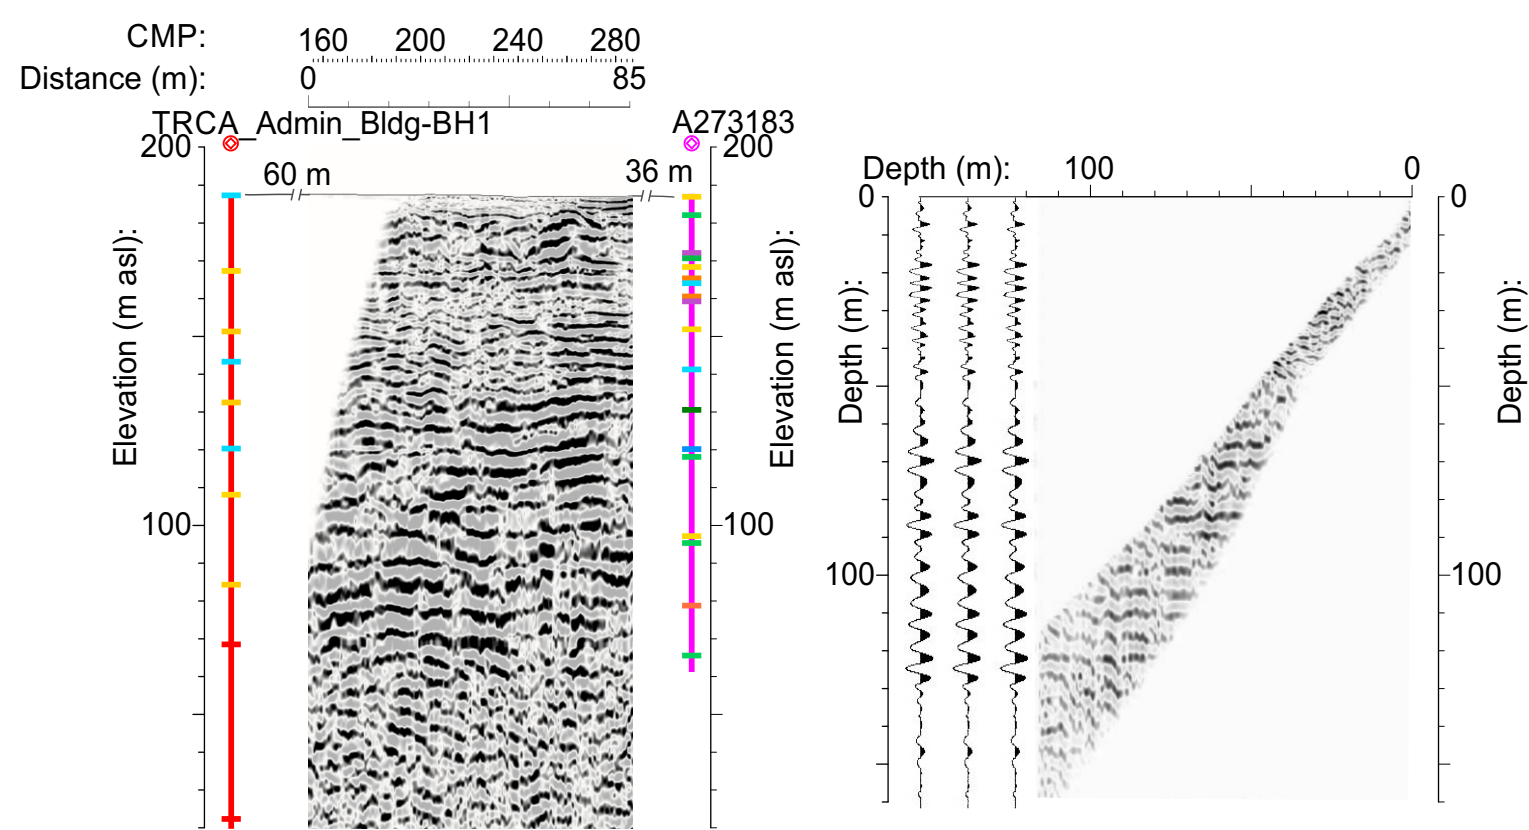 CMP: 160 200 240 280
Distance (m): 0 85
TRCA_Admin_Bldg-BH1 A273183
200 200
60 m 36 m
Elevation (m asl):
Elevation (m asl):
100 100
Depth (m): 100 0
0 0
Depth (m):
Depth (m):
100 100